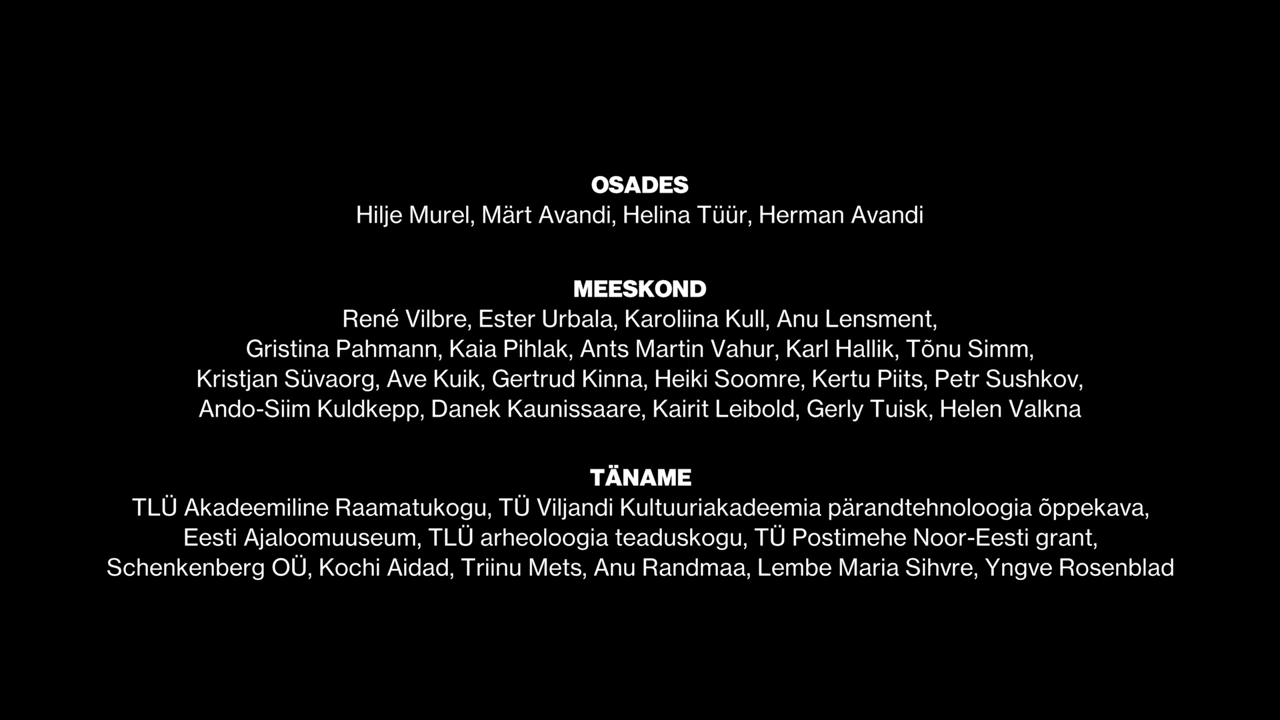 OSADES
Hilje Murel, Märt Avandi, Helina Tüür, Herman Avandi
MEESKOND
René Vilbre, Ester Urbala, Karoliina Kull, Anu Lensment,
Gristina Pahmann, Kaia Pihlak, Ants Martin Vahur, Karl Hallik, Tõnu Simm,
Kristjan Süvaorg, Ave Kuik, Gertrud Kinna, Heiki Soomre, Kertu Piits, Petr Sushkov,
Ando-Siim Kuldkepp, Danek Kaunissaare, Kairit Leibold, Gerly Tuisk, Helen Valkna
TÄNAME
TLÜ Akadeemiline Raamatukogu, TÜ Viljandi Kultuuriakadeemia pärandtehnoloogia õppekava,
Eesti Ajaloomuuseum, TLÜ arheoloogia teaduskogu, TÜ Postimehe Noor-Eesti grant,
Schenkenberg OÜ, Kochi Aidad, Triinu Mets, Anu Randmaa, Lembe Maria Sihvre, Yngve Rosenblad